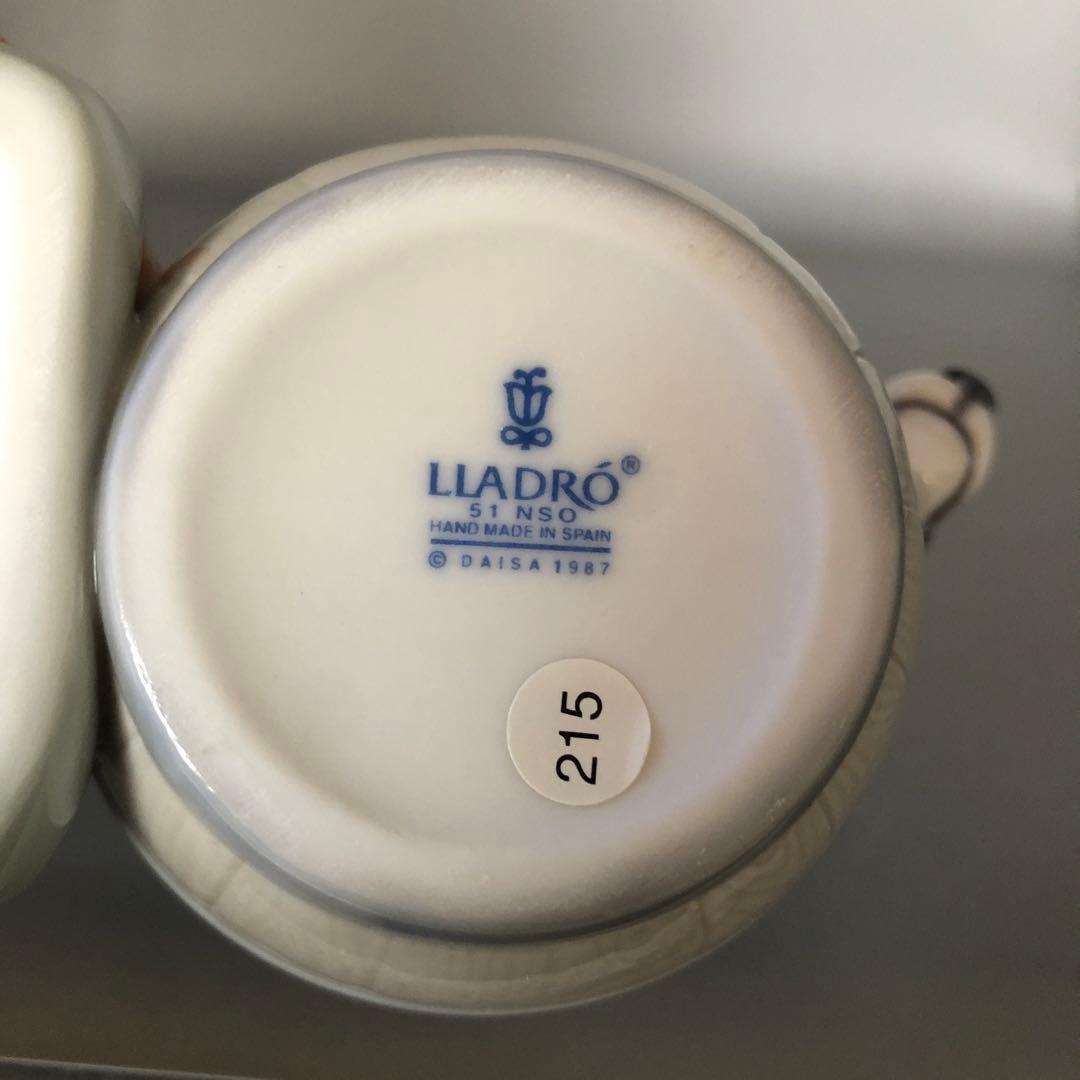 LLADRÓ®
51 NSO
HAND MADE IN SPAIN
© DAISA 1987
215